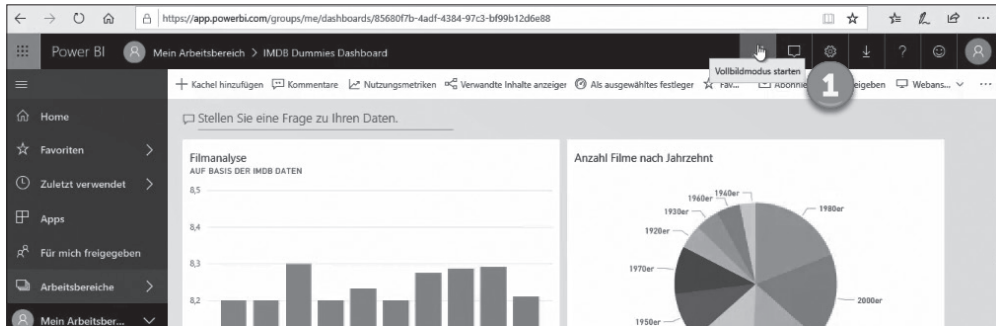 https://app.powerbi.com/groups/me/dashboards/85680f7b-4adf-4384-97c3-bf99b12d6e88
Power BI Mein Arbeitsbereich > IMDB Dummies Dashboard
Vollbildmodus starten
1
Kachel hinzufügen Kommentare Nutzungsmetriken Verwandte Inhalte anzeigen Als ausgewähltes festlegen Fav... Abonnie eigeben Webans...
Home
Favoriten
Zuletzt verwendet
Apps
Für mich freigegeben
Arbeitsbereiche
Mein Arbeitsber...
Stellen Sie eine Frage zu Ihren Daten.
Filmanalyse
AUF BASIS DER IMDB DATEN
8,5
8,4
8,3
8,2
Anzahl Filme nach Jahrzehnt
1940er
1960er
1930er
1920er
1970er
1950er
1980er
2000er